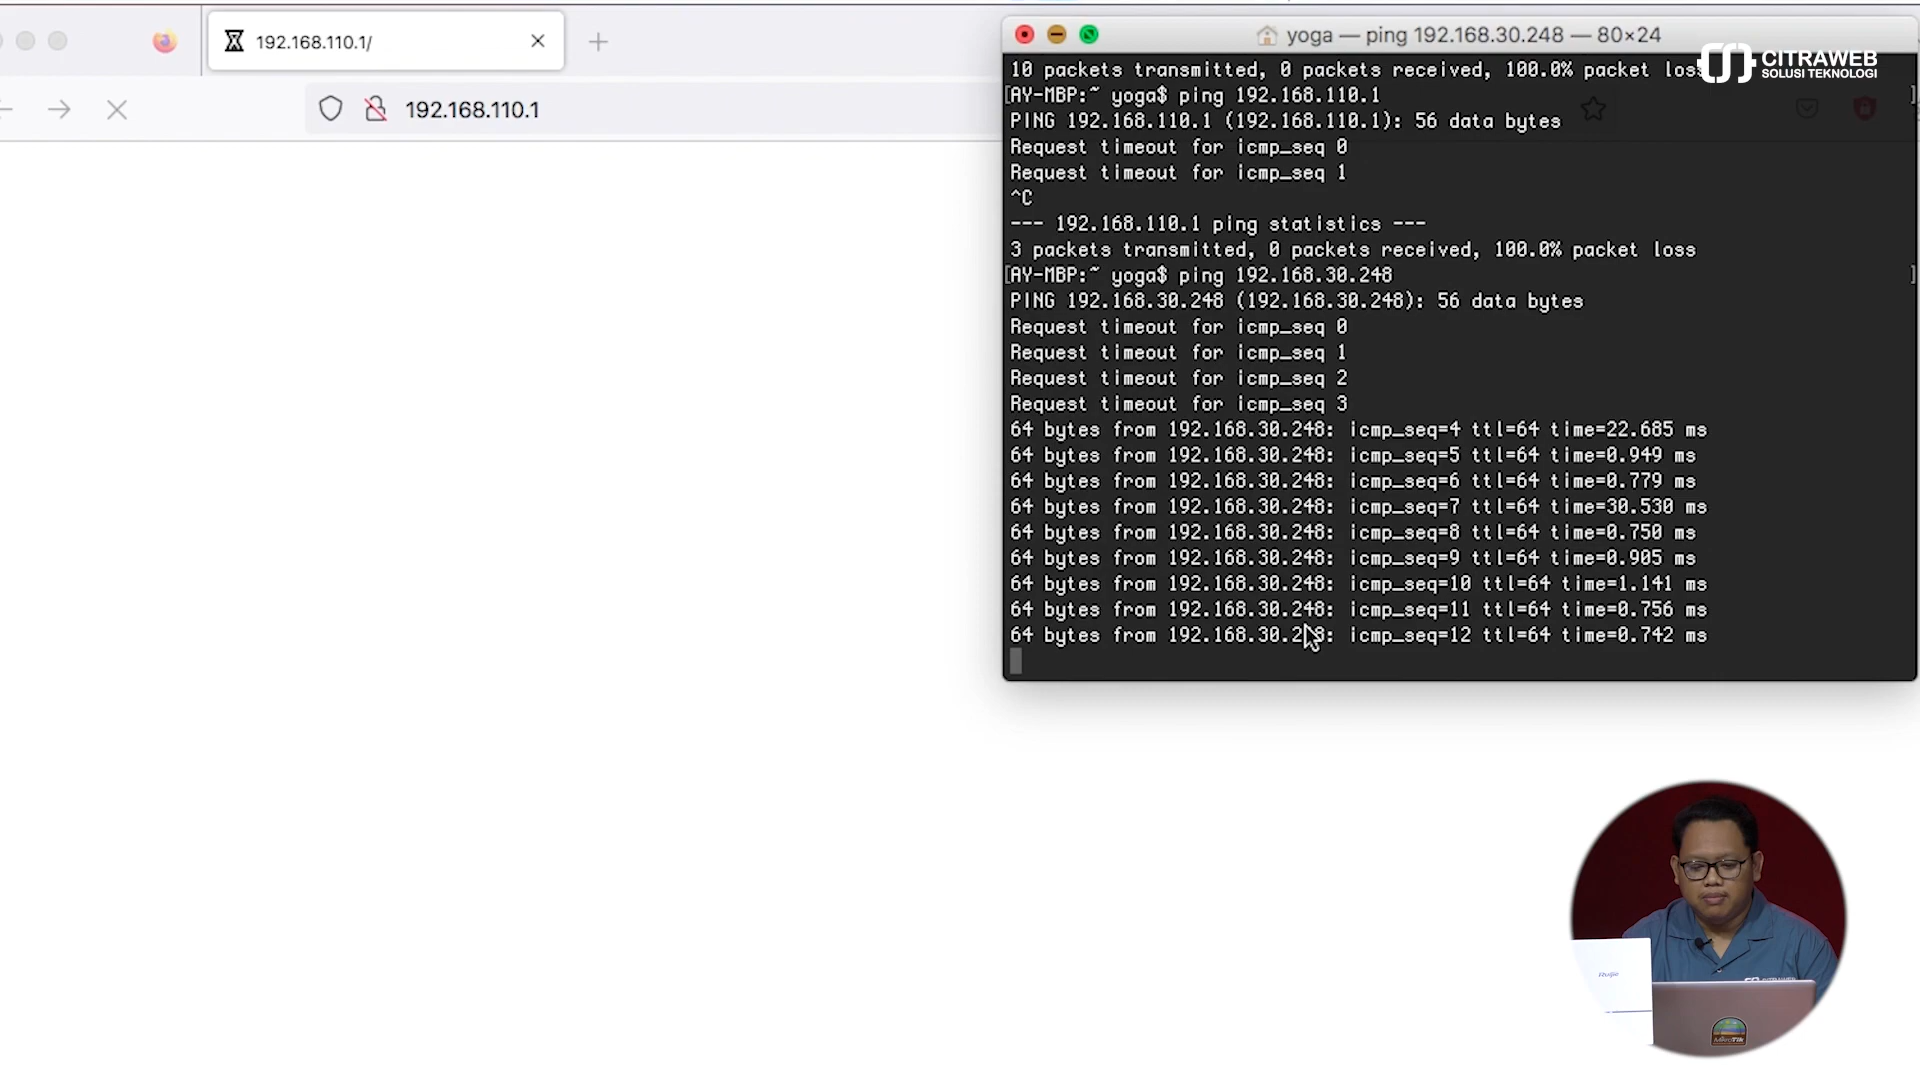 192.168.110.1/
192.168.110.1
yoga — ping 192.168.30.248 — 80×24
CITRAWEB
SOLUSI TEKNOLOGI
10 packets transmitted, 0 packets received, 100.0% packet loss
[AY-MBP:~ yoga$ ping 192.168.110.1 ]
PING 192.168.110.1 (192.168.110.1): 56 data bytes
Request timeout for icmp_seq 0
Request timeout for icmp_seq 1
^C
--- 192.168.110.1 ping statistics ---
3 packets transmitted, 0 packets received, 100.0% packet loss
[AY-MBP:~ yoga$ ping 192.168.30.248 ]
PING 192.168.30.248 (192.168.30.248): 56 data bytes
Request timeout for icmp_seq 0
Request timeout for icmp_seq 1
Request timeout for icmp_seq 2
Request timeout for icmp_seq 3
64 bytes from 192.168.30.248: icmp_seq=4 ttl=64 time=22.685 ms
64 bytes from 192.168.30.248: icmp_seq=5 ttl=64 time=0.949 ms
64 bytes from 192.168.30.248: icmp_seq=6 ttl=64 time=0.779 ms
64 bytes from 192.168.30.248: icmp_seq=7 ttl=64 time=30.530 ms
64 bytes from 192.168.30.248: icmp_seq=8 ttl=64 time=0.750 ms
64 bytes from 192.168.30.248: icmp_seq=9 ttl=64 time=0.905 ms
64 bytes from 192.168.30.248: icmp_seq=10 ttl=64 time=1.141 ms
64 bytes from 192.168.30.248: icmp_seq=11 ttl=64 time=0.756 ms
64 bytes from 192.168.30.248: icmp_seq=12 ttl=64 time=0.742 ms
Ruijie
MikroTik